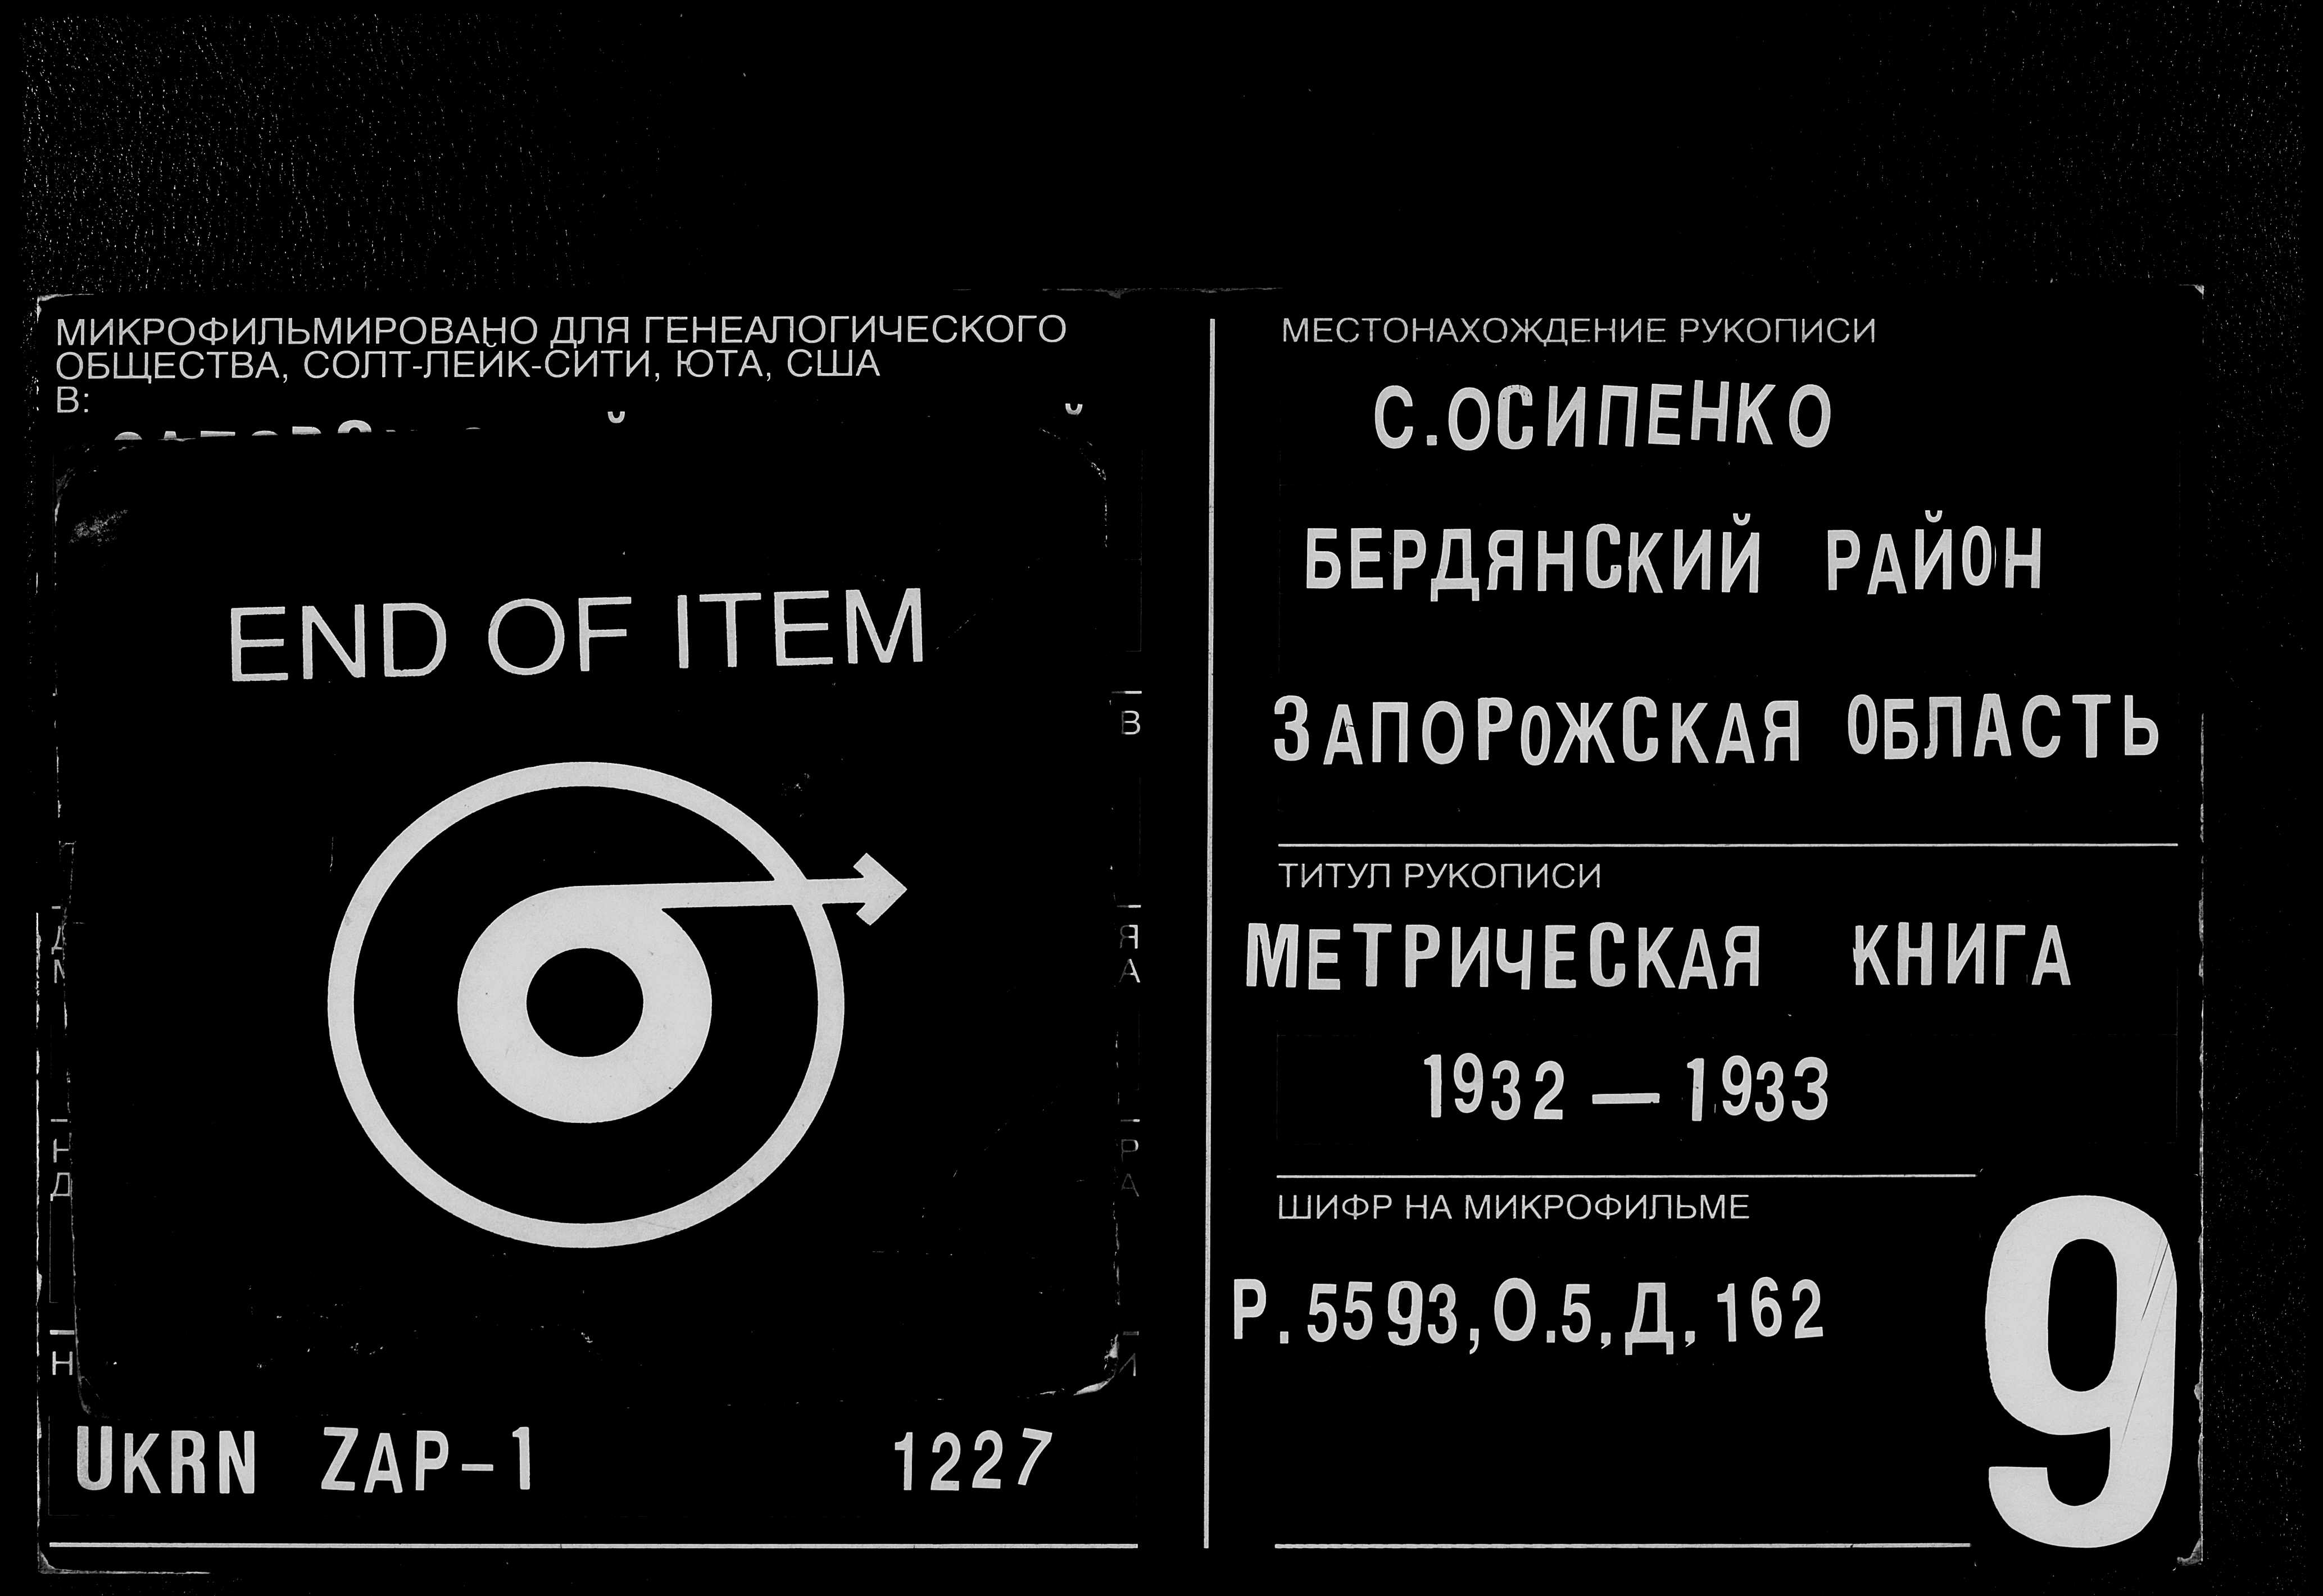 МИКРОФИЛЬМИРОВАНО ДЛЯ ГЕНЕАЛОГИЧЕСКОГО
ОБЩЕСТВА, СОЛТ-ЛЕЙК-СИТИ, ЮТА, США
В:
END OF ITEM
UKRN ZAP-1 1227
МЕСТОНАХОЖДЕНИЕ РУКОПИСИ
С.ОСИПЕНКО
БЕРДЯНСКИЙ РАЙОН
ЗАПОРОЖСКАЯ ОБЛАСТЬ
ТИТУЛ РУКОПИСИ
МЕТРИЧЕСКАЯ КНИГА
1932 — 1933
ШИФР НА МИКРОФИЛЬМЕ
Р.5593,О.5,Д,162
9